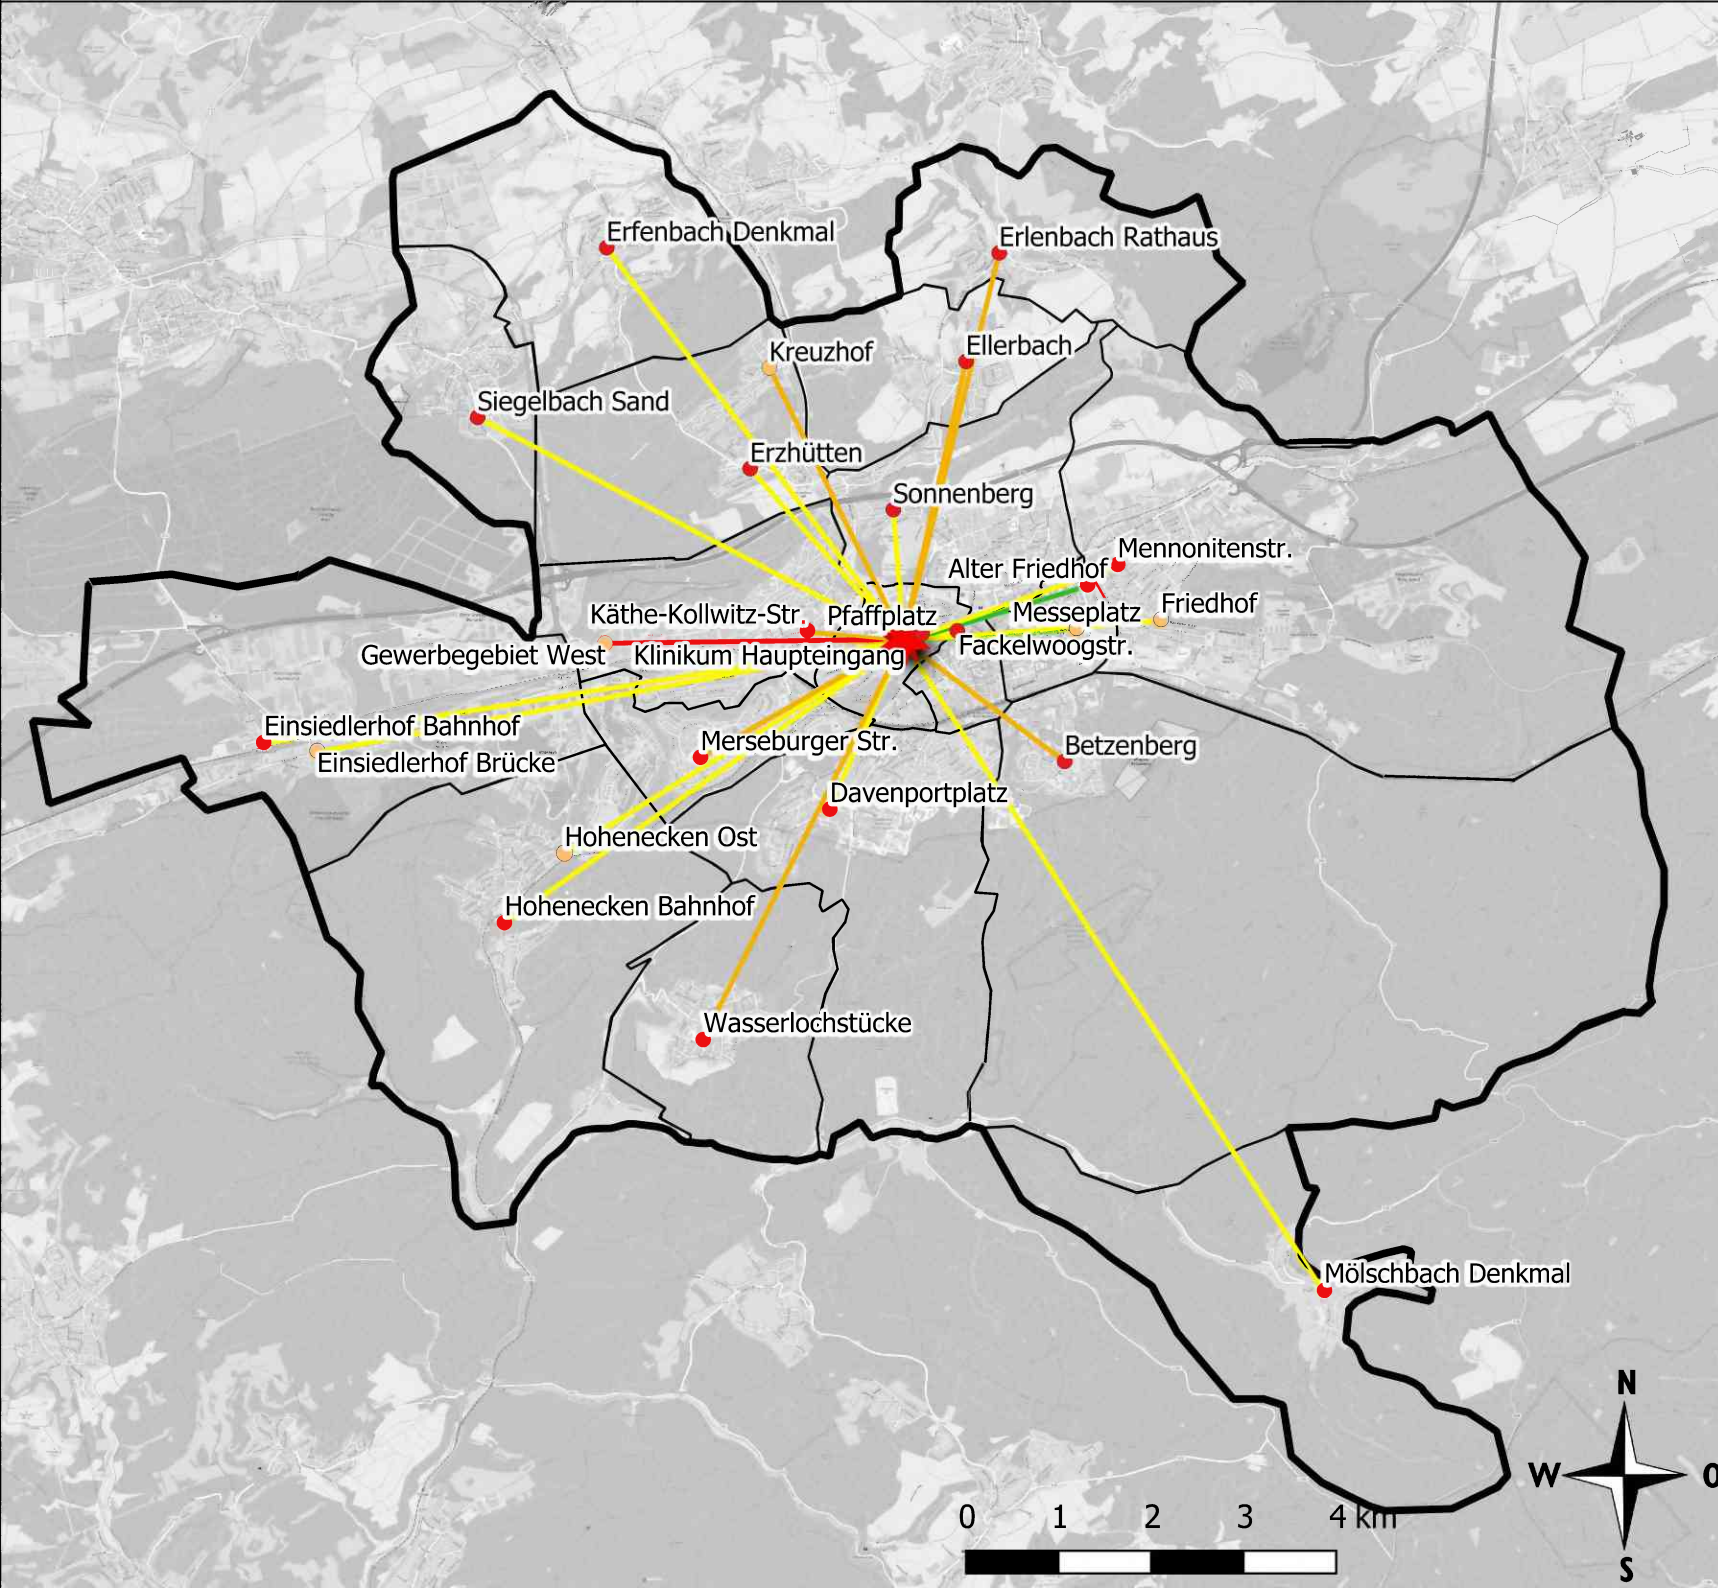 Erfenbach Denkmal
Erlenbach Rathaus
Kreuzhof
Ellerbach
Siegelbach Sand
Erzhütten
Sonnenberg
Mennonitenstr.
Alter Friedhof
Käthe-Kollwitz-Str.
Pfaffplatz
Messeplatz
Friedhof
Gewerbegebiet West
Klinikum Haupteingang
Fackelwoogstr.
Einsiedlerhof Bahnhof
Einsiedlerhof Brücke
Merseburger Str.
Betzenberg
Davenportplatz
Hohenecken Ost
Hohenecken Bahnhof
Wasserlochstücke
Mölschbach Denkmal
N
W O
S
0 1 2 3 4 km